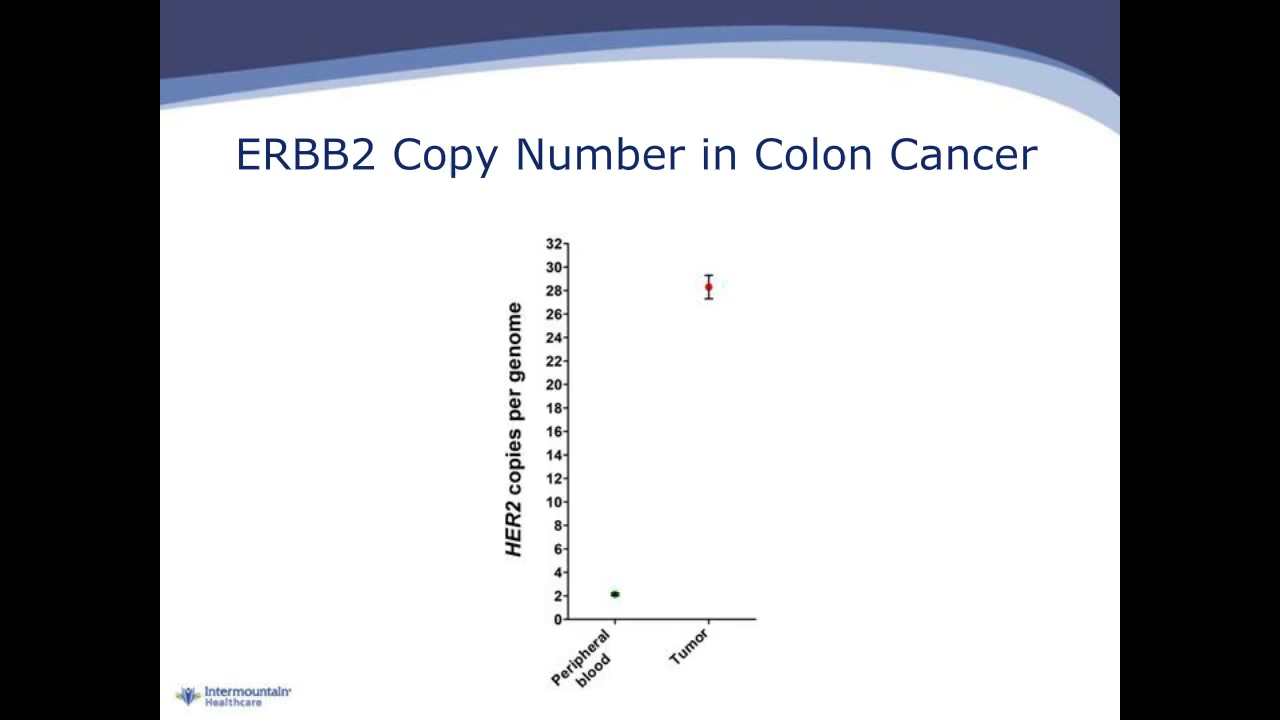 ERBB2 Copy Number in Colon Cancer
HER2 copies per genome
32
30
28
26
24
22
20
18
16
14
12
10
8
6
4
2
0
Peripheral
blood
Tumor
Intermountain
Healthcare